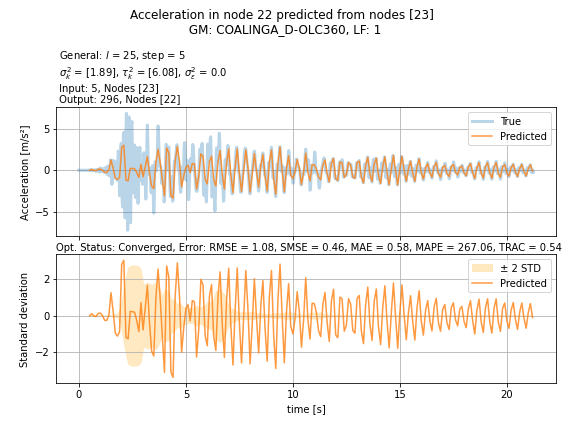 Acceleration in node 22 predicted from nodes [23]
GM: COALINGA_D-OLC360, LF: 1
General: l = 25, step = 5
σ²ₖ = [1.89], τ²ₖ = [6.08], σ²ε = 0.0
Input: 5, Nodes [23]
Output: 296, Nodes [22]
Acceleration [m/s²]
5
0
−5
True
Predicted
Opt. Status: Converged, Error: RMSE = 1.08, SMSE = 0.46, MAE = 0.58, MAPE = 267.06, TRAC = 0.54
Standard deviation
2
0
−2
± 2 STD
Predicted
0 5 10 15 20
time [s]